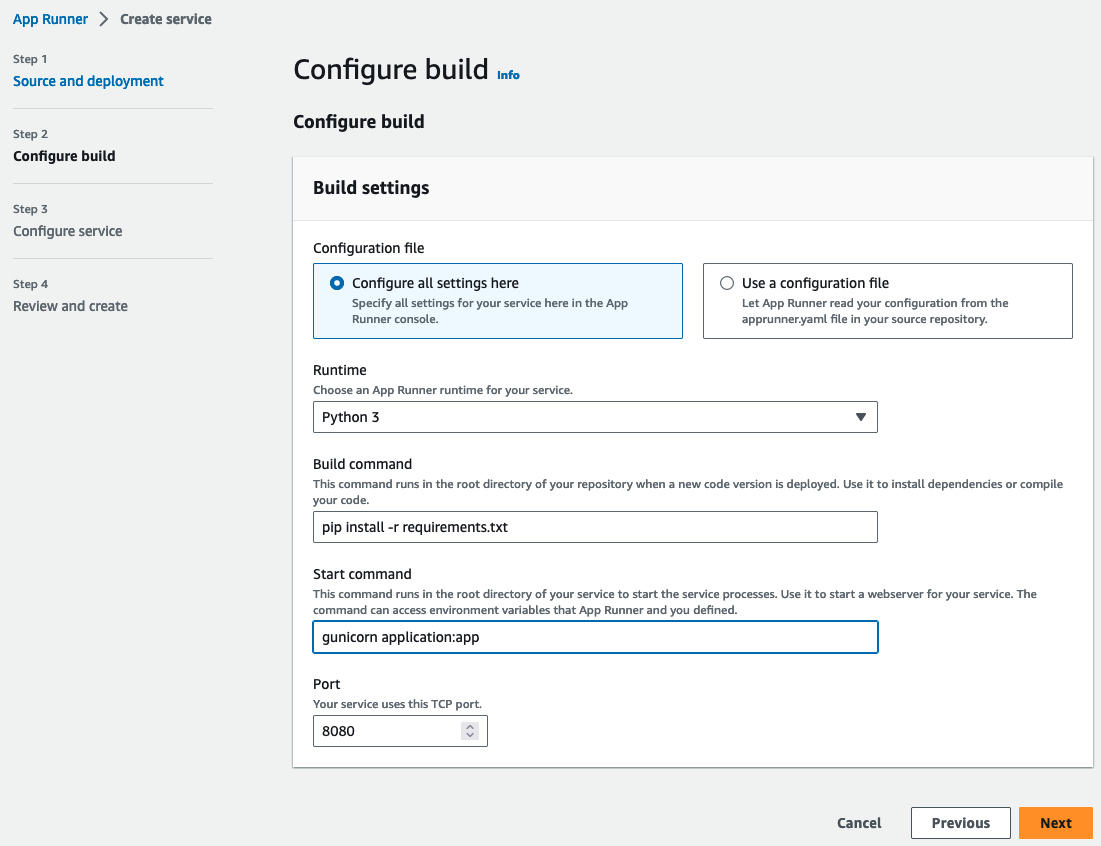 App Runner > Create service
Step 1
Source and deployment
Step 2
Configure build
Step 3
Configure service
Step 4
Review and create
Configure build Info
Configure build
Build settings
Configuration file
Configure all settings here
Specify all settings for your service here in the App
Runner console.
Use a configuration file
Let App Runner read your configuration from the
apprunner.yaml file in your source repository.
Runtime
Choose an App Runner runtime for your service.
Python 3
Build command
This command runs in the root directory of your repository when a new code version is deployed. Use it to install dependencies or compile
your code.
pip install -r requirements.txt
Start command
This command runs in the root directory of your service to start the service processes. Use it to start a webserver for your service. The
command can access environment variables that App Runner and you defined.
gunicorn application:app
Port
Your service uses this TCP port.
8080
Cancel
Previous
Next